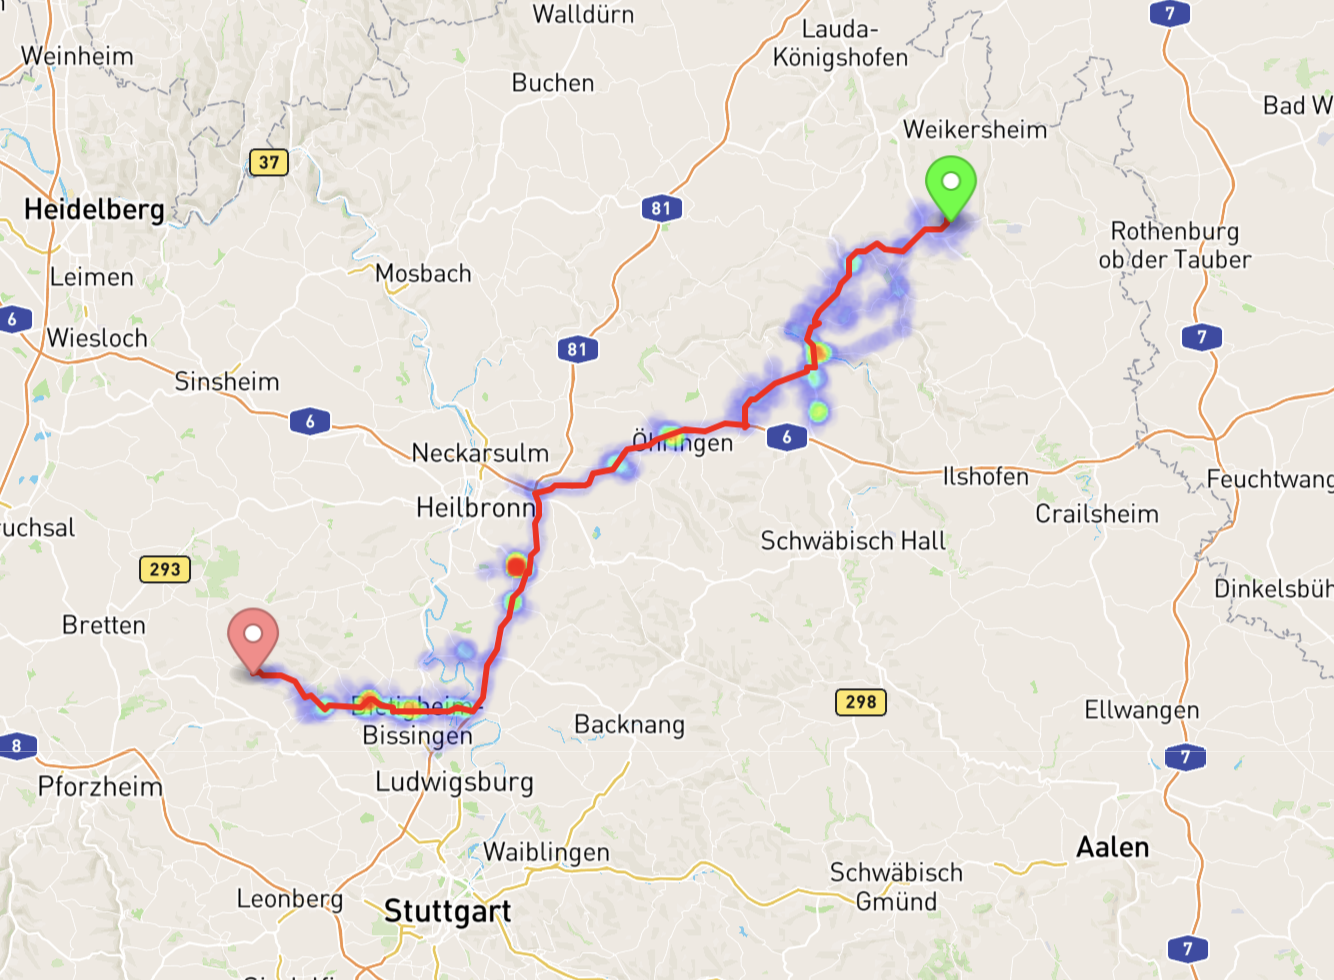 7
Walldürn
Lauda-
Königshofen
Weinheim
Buchen
Bad W
Weikersheim
37
Heidelberg
81
Rothenburg
ob der Tauber
Leimen
Mosbach
6
Wiesloch
7
81
Sinsheim
6
Öhringen
6
Neckarsulm
Ilshofen
Feuchtwang
Heilbronn
Crailsheim
ruchsal
Schwäbisch Hall
293
Dinkelsbüh
Bretten
298
Bietigheim-
Bissingen
Ellwangen
Backnang
8
7
Pforzheim
Ludwigsburg
Aalen
Waiblingen
Schwäbisch
Gmünd
Leonberg
Stuttgart
7